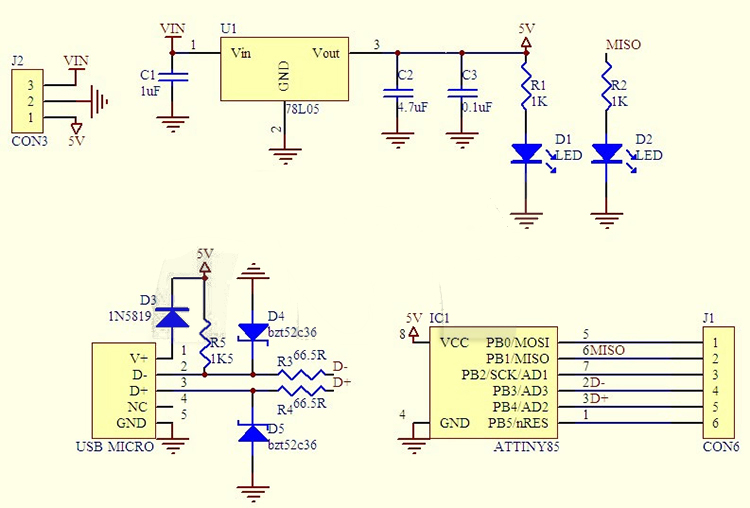 J2
VIN
3
2
1
5V
CON3
VIN
1
C1
1uF
U1
Vin
Vout
GND
78L05
2
3
C2
4.7uF
C3
0.1uF
5V
R1
1K
D1
LED
MISO
R2
1K
D2
LED
5V
D3
1N5819
R5
1K5
D4
bzt52c36
V+
D-
D+
NC
GND
1
2
3
4
5
USB MICRO
R3
66.5R
D-
D+
66.5R
R4
D5
bzt52c36
5V
IC1
8
VCC
PB0/MOSI
PB1/MISO
PB2/SCK/AD1
PB3/AD3
PB4/AD2
PB5/nRES
4
GND
ATTINY85
5
6 MISO
7
2 D-
3 D+
1
J1
1
2
3
4
5
6
CON6